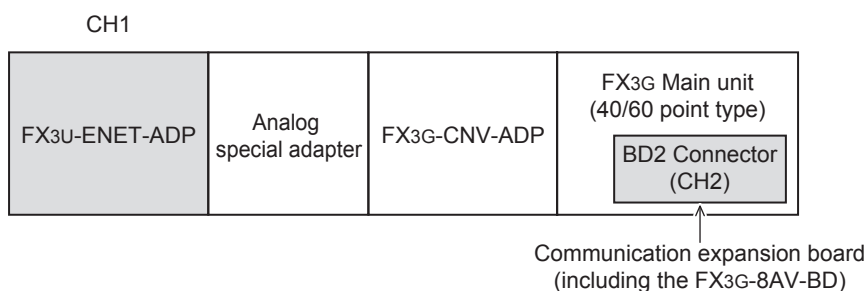 CH1
FX3U-ENET-ADP
Analog
special adapter
FX3G-CNV-ADP
FX3G Main unit
(40/60 point type)
BD2 Connector
(CH2)
Communication expansion board
(including the FX3G-8AV-BD)